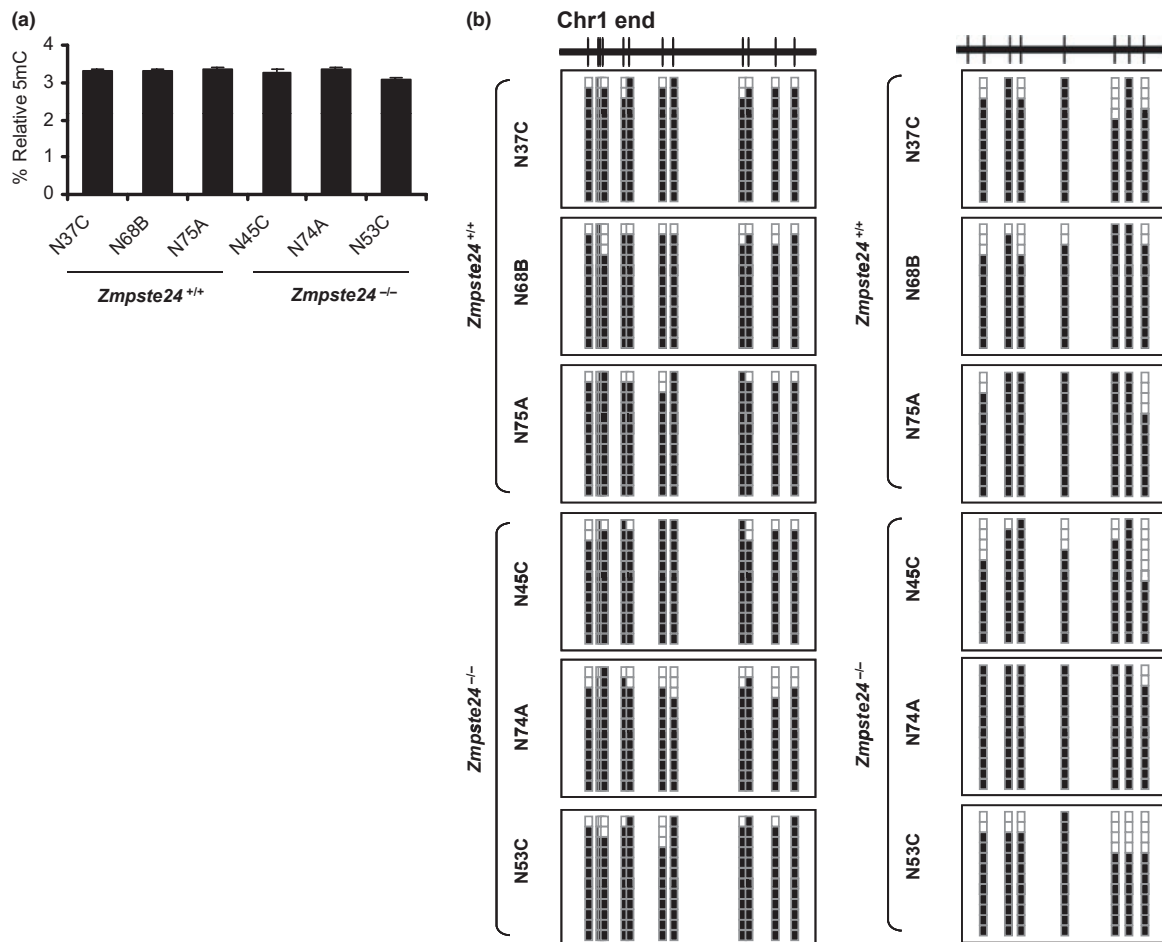 (a)
4
3
2
1
0
% Relative 5mC
N37C
N68B
N75A
N45C
N74A
N53C
Zmpste24 +/+
Zmpste24 –/–
(b)
Chr1 end
Zmpste24 +/+
N37C
N68B
N75A
Zmpste24 –/–
N45C
N74A
N53C
Zmpste24 +/+
N37C
N68B
N75A
Zmpste24 –/–
N45C
N74A
N53C